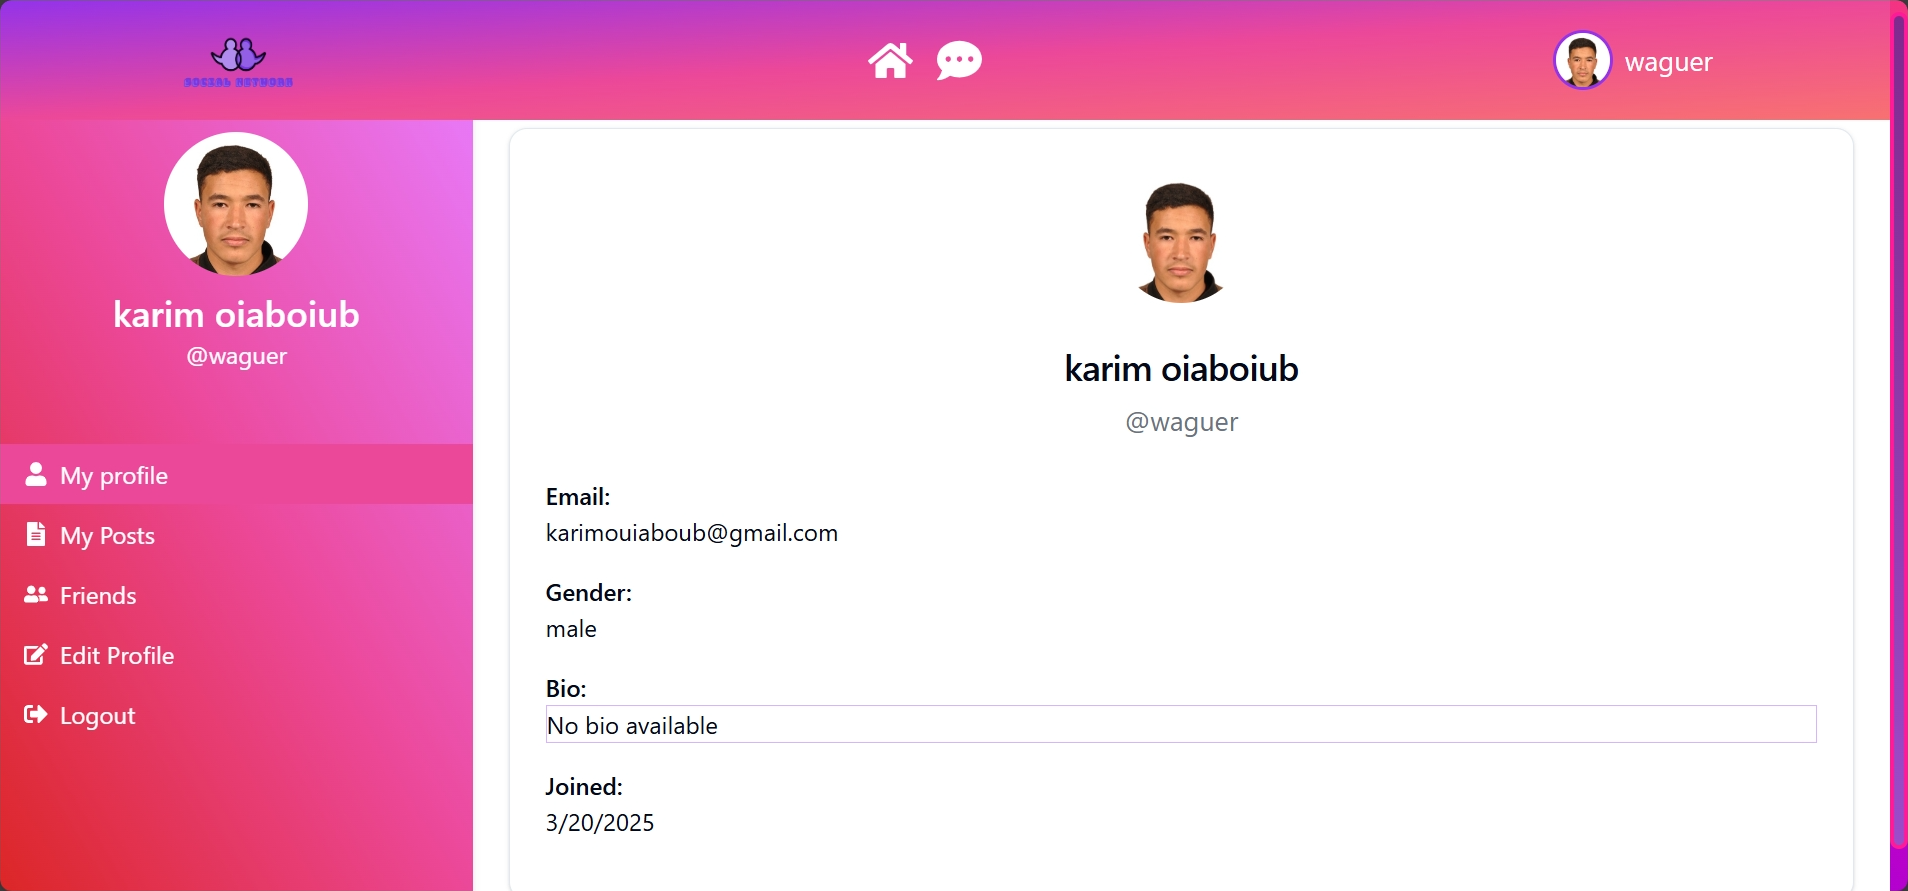 SOCIAL NETWORK
waguer
karim oiaboiub
@waguer
My profile
My Posts
Friends
Edit Profile
Logout
karim oiaboiub
@waguer
Email:
karimouiaboub@gmail.com
Gender:
male
Bio:
No bio available
Joined:
3/20/2025